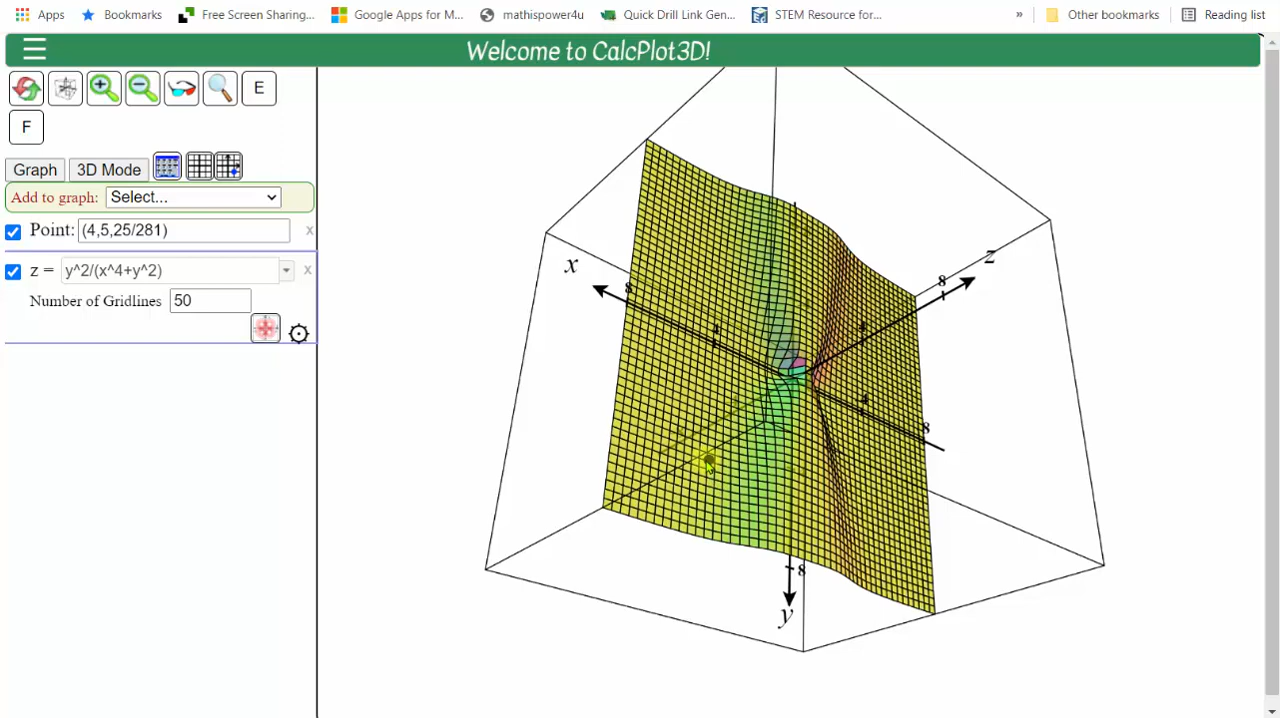 Apps Bookmarks Free Screen Sharing... Google Apps for M... mathispower4u Quick Drill Link Gen... STEM Resource for... » Other bookmarks Reading list
Welcome to CalcPlot3D!
E
F
Graph 3D Mode
Add to graph: Select...
Point: (4,5,25/281) x
z = y^2/(x^4+y^2) x
Number of Gridlines 50
x
z
8
8
4
4
4
8
8
y